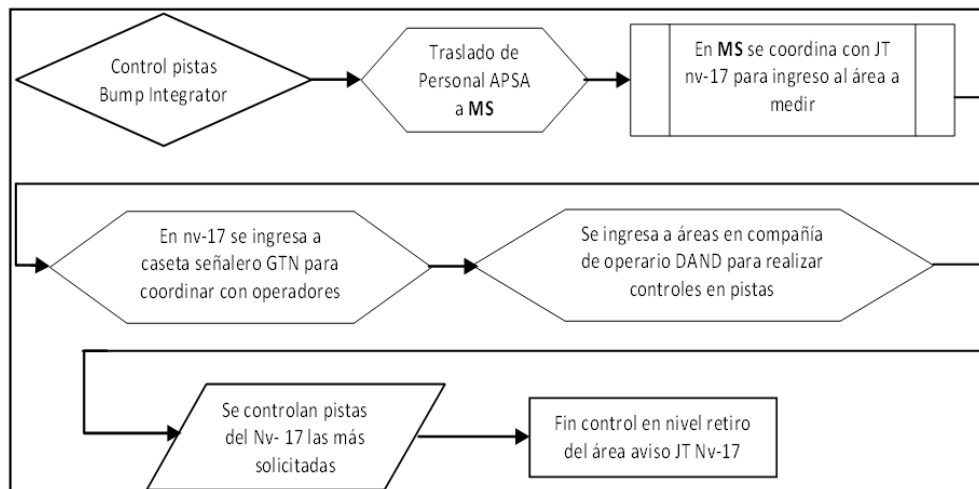 Control pistas
Bump Integrator
Traslado de
Personal APSA
a MS
En MS se coordina con JT
nv-17 para ingreso al área a
medir
En nv-17 se ingresa a
caseta señalero GTN para
coordinar con operadores
Se ingresa a áreas en compañía
de operario DAND para realizar
controles en pistas
Se controlan pistas
del Nv- 17 las más
solicitadas
Fin control en nivel retiro
del área aviso JT Nv-17